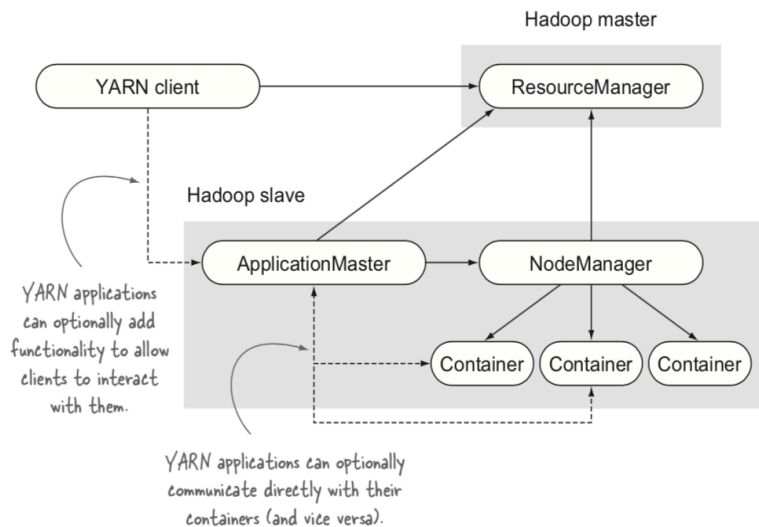 Hadoop master
YARN client
ResourceManager
Hadoop slave
ApplicationMaster
NodeManager
YARN applications
can optionally add
functionality to allow
clients to interact
with them.
Container
Container
Container
YARN applications can optionally
communicate directly with their
containers (and vice versa).